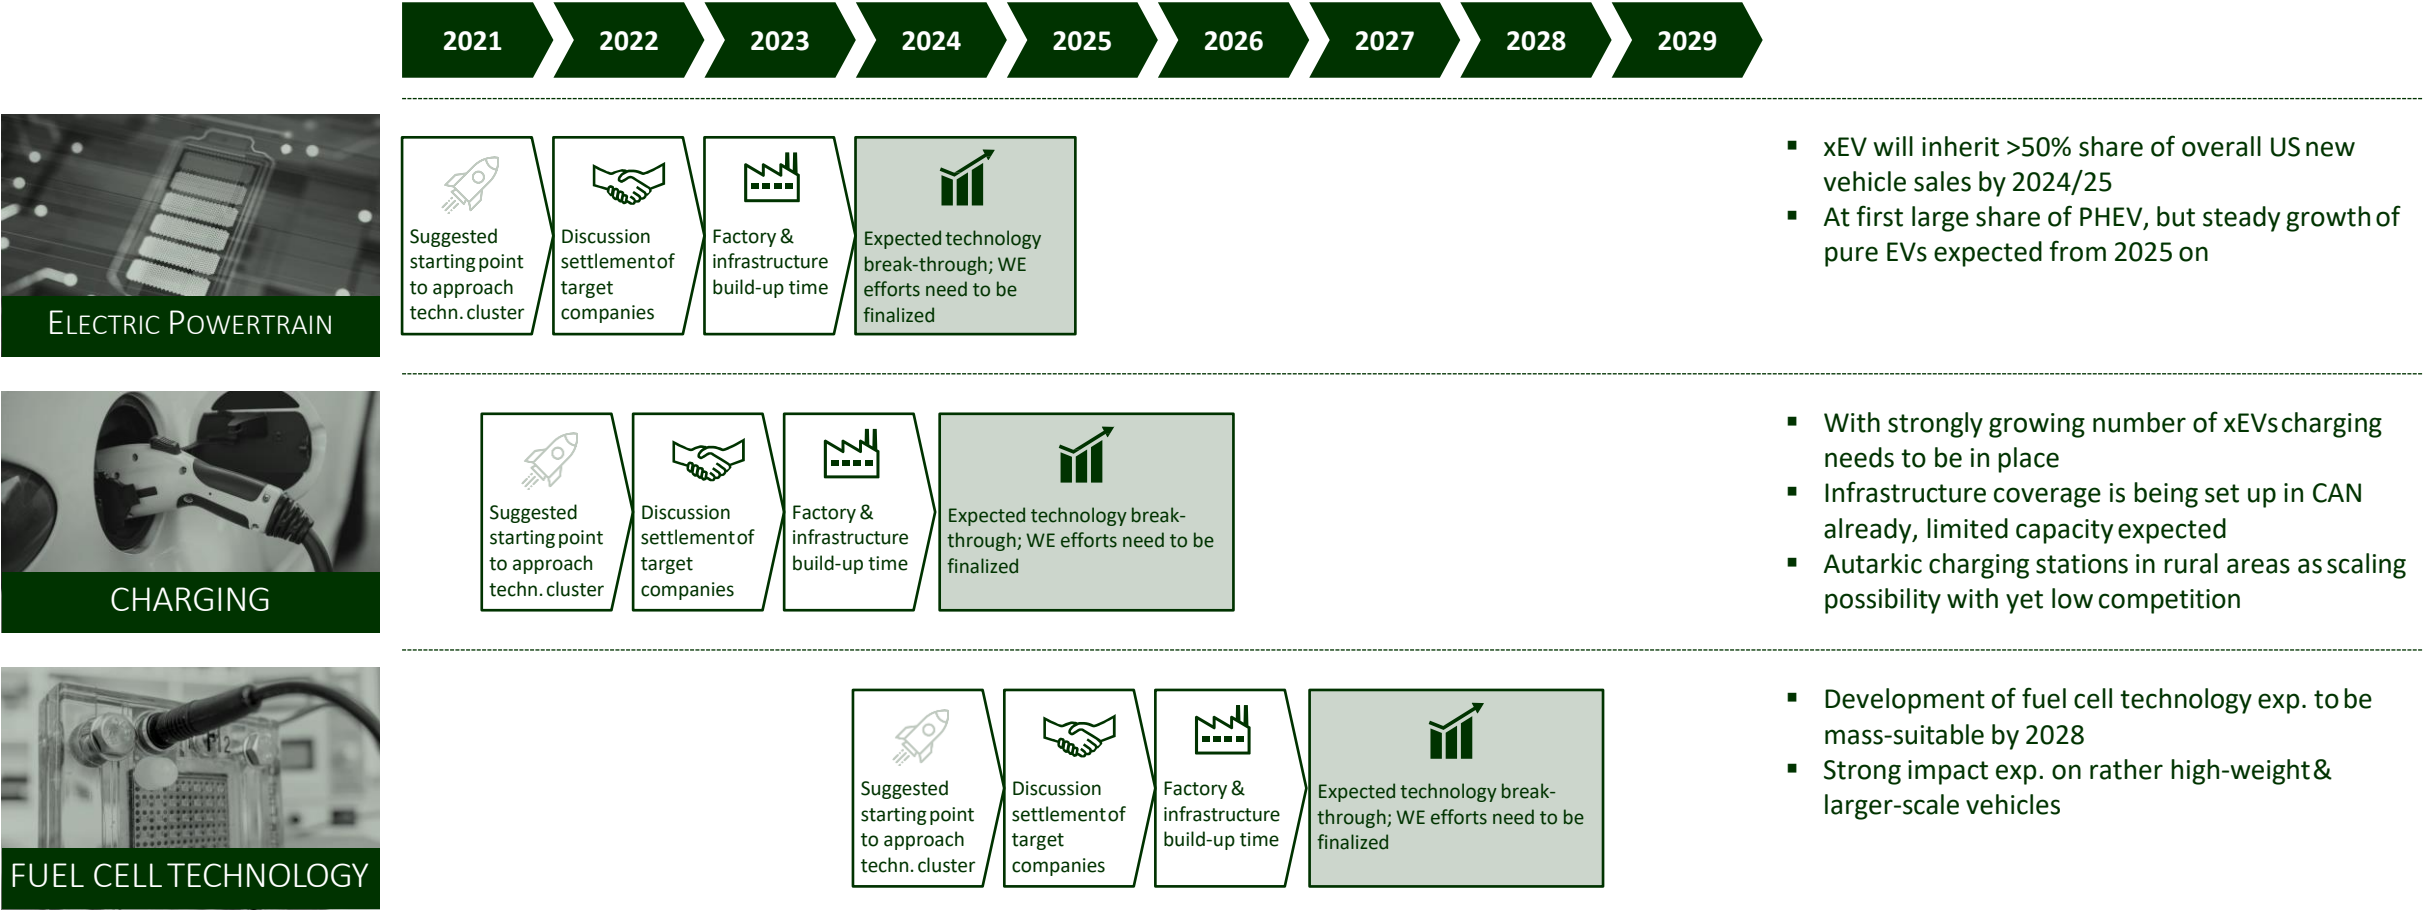 2021 2022 2023 2024 2025 2026 2027 2028 2029
ELECTRIC POWERTRAIN
Suggested
starting point
to approach
techn. cluster
Discussion
settlement of
target
companies
Factory &
infrastructure
build-up time
Expected technology
break-through; WE
efforts need to be
finalized
▪ xEV will inherit >50% share of overall US new
vehicle sales by 2024/25
▪ At first large share of PHEV, but steady growth of
pure EVs expected from 2025 on
CHARGING
Suggested
starting point
to approach
techn. cluster
Discussion
settlement of
target
companies
Factory &
infrastructure
build-up time
Expected technology break-
through; WE efforts need to be
finalized
▪ With strongly growing number of xEVs charging
needs to be in place
▪ Infrastructure coverage is being set up in CAN
already, limited capacity expected
▪ Autarkic charging stations in rural areas as scaling
possibility with yet low competition
FUEL CELL TECHNOLOGY
Suggested
starting point
to approach
techn. cluster
Discussion
settlement of
target
companies
Factory &
infrastructure
build-up time
Expected technology break-
through; WE efforts need to be
finalized
▪ Development of fuel cell technology exp. to be
mass-suitable by 2028
▪ Strong impact exp. on rather high-weight &
larger-scale vehicles